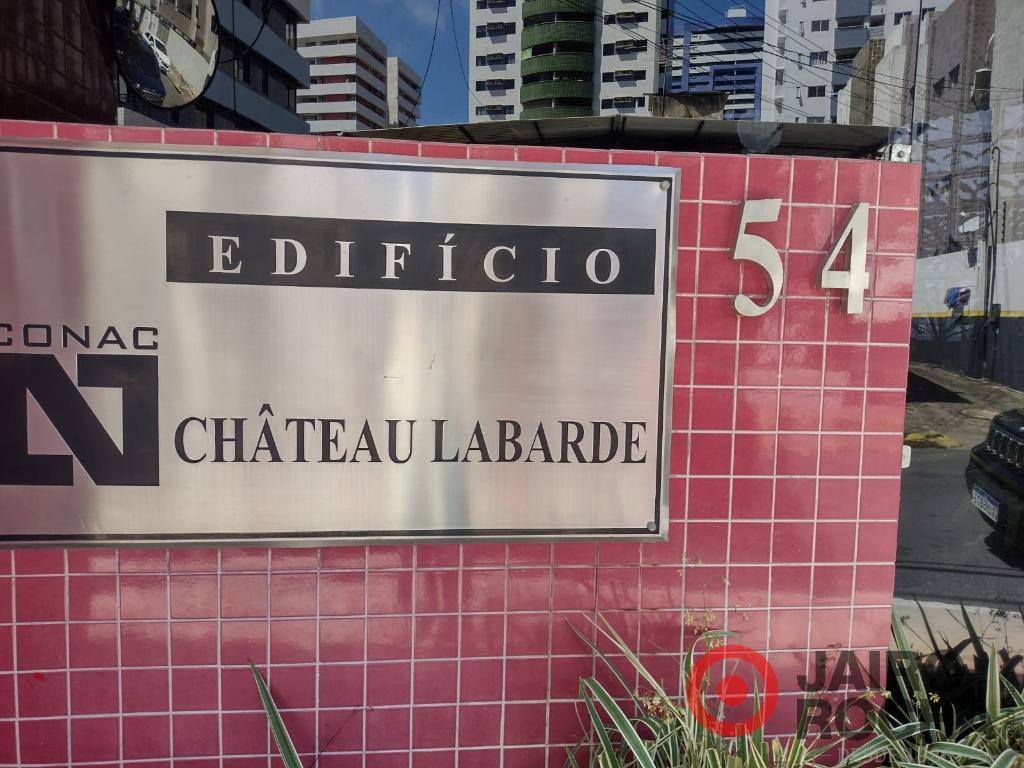 EDIFÍCIO
54
CONAC
CHÂTEAU LABARDE